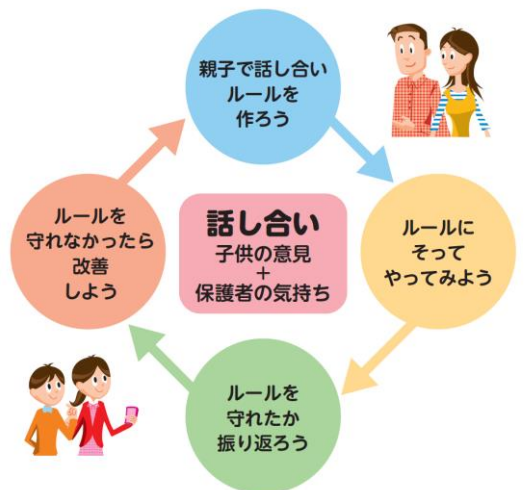 親子で話し合い
ルールを
作ろう
ルールに
そって
やってみよう
ルールを
守れたか
振り返ろう
ルールを
守れなかったら
改善
しよう
話し合い
子供の意見
+
保護者の気持ち